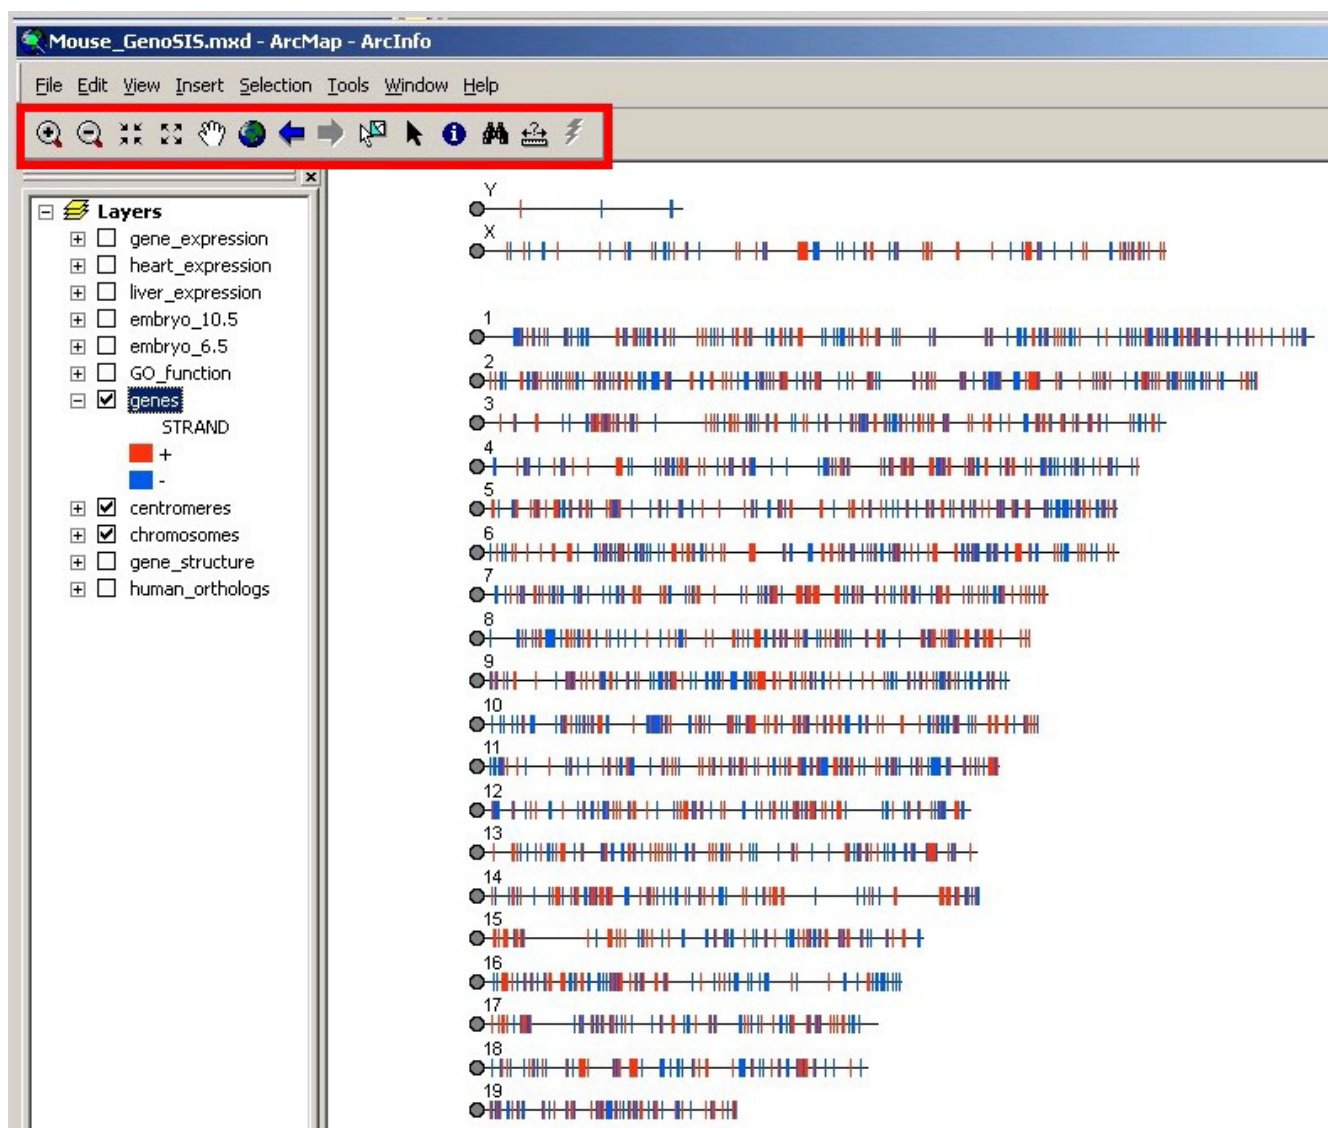 Mouse_GenoSIS.mxd - ArcMap - ArcInfo
File Edit View Insert Selection Tools Window Help
Layers
gene_expression
heart_expression
liver_expression
embryo_10.5
embryo_6.5
GO_function
genes
STRAND
+
-
centromeres
chromosomes
gene_structure
human_orthologs
Y
X
1
2
3
4
5
6
7
8
9
10
11
12
13
14
15
16
17
18
19